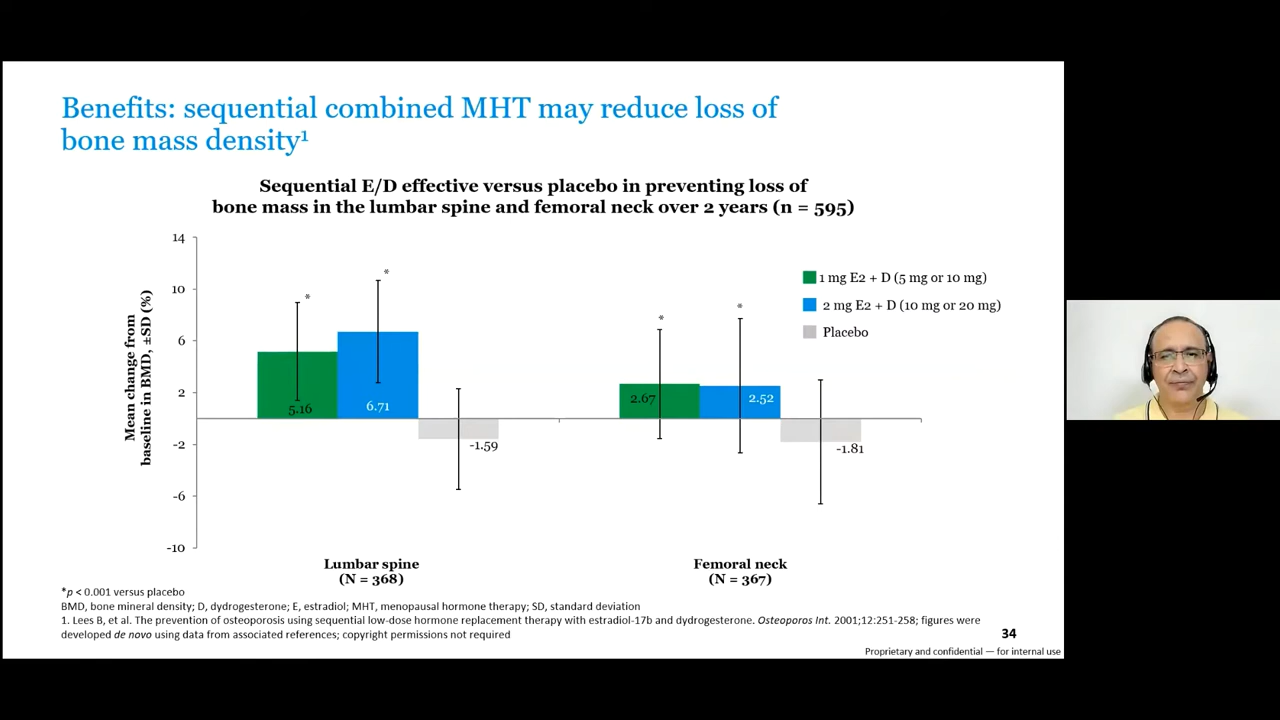 Benefits: sequential combined MHT may reduce loss of
bone mass density¹
Sequential E/D effective versus placebo in preventing loss of
bone mass in the lumbar spine and femoral neck over 2 years (n = 595)
Mean change from
baseline in BMD, ±SD (%)
14
10
6
2
-2
-6
-10
*
*
5.16
6.71
-1.59
*
*
2.67
2.52
-1.81
1 mg E2 + D (5 mg or 10 mg)
2 mg E2 + D (10 mg or 20 mg)
Placebo
Lumbar spine
(N = 368)
Femoral neck
(N = 367)
*p < 0.001 versus placebo
BMD, bone mineral density; D, dydrogesterone; E, estradiol; MHT, menopausal hormone therapy; SD, standard deviation
1. Lees B, et al. The prevention of osteoporosis using sequential low-dose hormone replacement therapy with estradiol-17b and dydrogesterone. Osteoporos Int. 2001;12:251-258; figures were
developed de novo using data from associated references; copyright permissions not required
34
Proprietary and confidential — for internal use